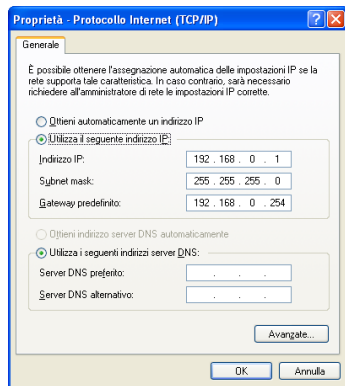 Proprietà - Protocollo Internet (TCP/IP)
Generale
È possibile ottenere l'assegnazione automatica delle impostazioni IP se la
rete supporta tale caratteristica. In caso contrario, sarà necessario
richiedere all'amministratore di rete le impostazioni IP corrette.
Ottieni automaticamente un indirizzo IP
Utilizza il seguente indirizzo IP:
Indirizzo IP: 192 . 168 . 0 . 1
Subnet mask: 255 . 255 . 255 . 0
Gateway predefinito: 192 . 168 . 0 . 254
Ottieni indirizzo server DNS automaticamente
Utilizza i seguenti indirizzi server DNS:
Server DNS preferito: . . .
Server DNS alternativo: . . .
Avanzate...
OK Annulla